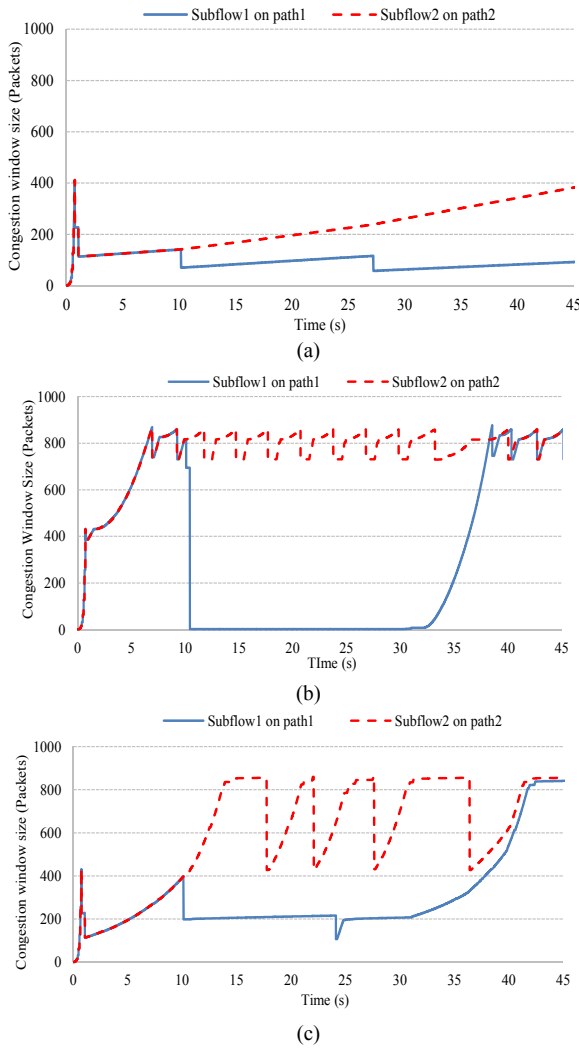 Subflow1 on path1 Subflow2 on path2
1000
800
600
400
200
0
Congestion window size (Packets)
0 5 10 15 20 25 30 35 40 45
Time (s)
(a)
Subflow1 on path1 Subflow2 on path2
1000
800
600
400
200
0
Congestion Window Size (Packets)
0 5 10 15 20 25 30 35 40 45
TIme (s)
(b)
Subflow1 on path1 Subflow2 on path2
1000
800
600
400
200
0
Congestion window size (Packets)
0 5 10 15 20 25 30 35 40 45
Time (s)
(c)